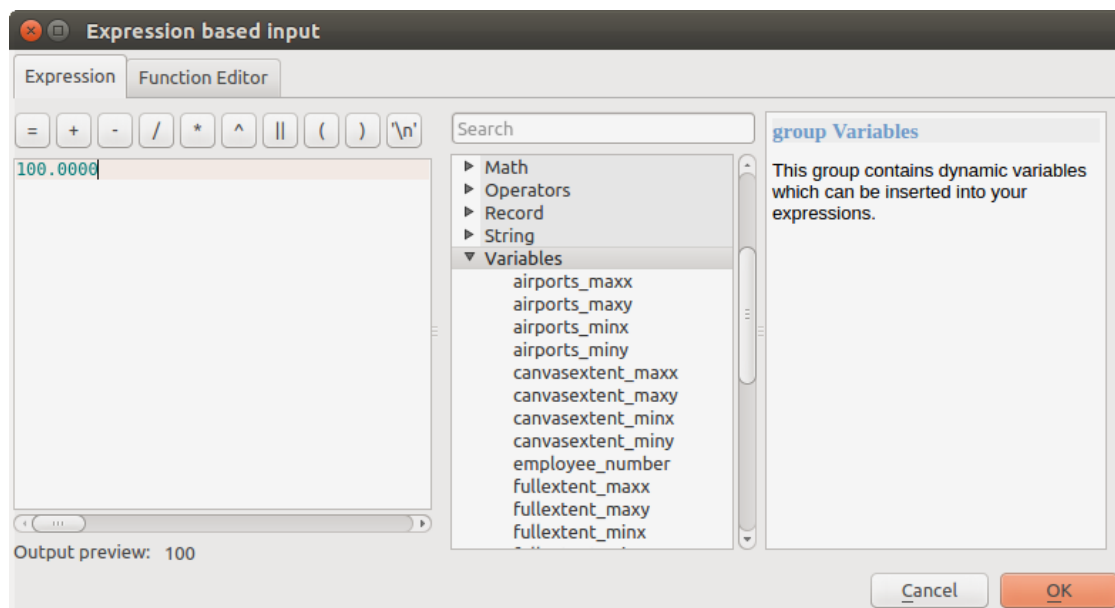 Expression based input
Expression Function Editor
= + - / * ^ || ( ) '\n'
100.0000
Output preview: 100
Search
Math
Operators
Record
String
Variables
airports_maxx
airports_maxy
airports_minx
airports_miny
canvasextent_maxx
canvasextent_maxy
canvasextent_minx
canvasextent_miny
employee_number
fullextent_maxx
fullextent_maxy
fullextent_minx
group Variables
This group contains dynamic variables
which can be inserted into your
expressions.
Cancel OK